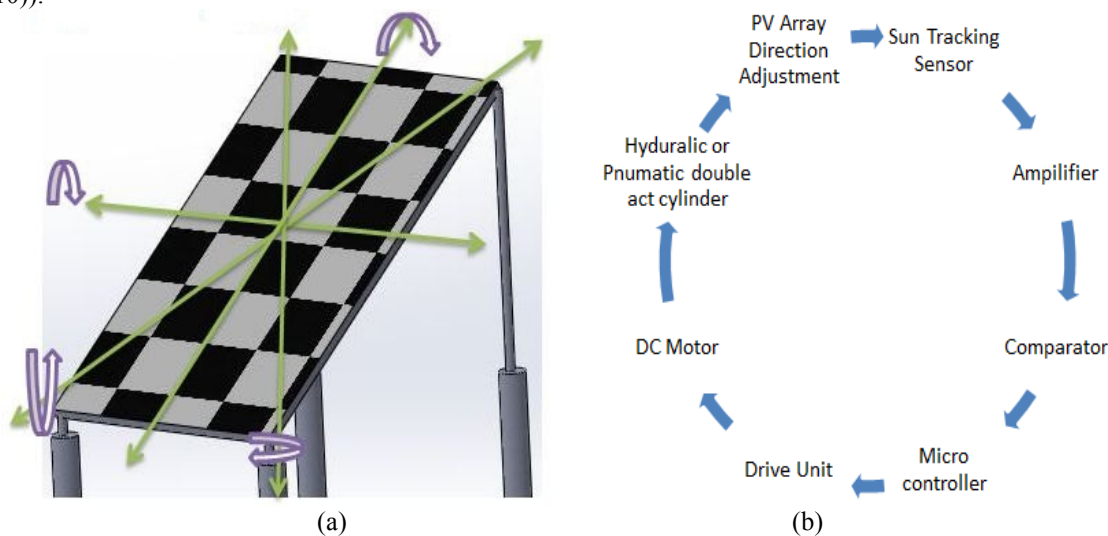 10)).
PV Array
Direction
Adjustment
Sun Tracking
Sensor
Ampilifier
Comparator
Micro
controller
Drive Unit
DC Motor
Hyduralic or
Pnumatic double
act cylinder
(a)
(b)